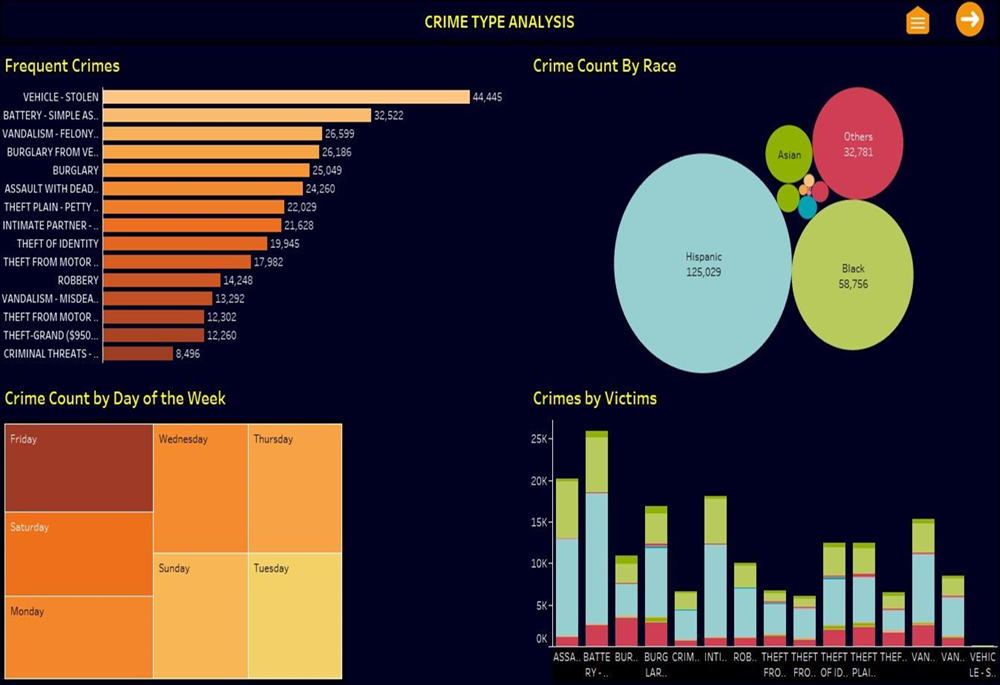 CRIME TYPE ANALYSIS
Frequent Crimes
VEHICLE - STOLEN 44,445
BATTERY - SIMPLE AS.. 32,522
VANDALISM - FELONY.. 26,599
BURGLARY FROM VE.. 26,186
BURGLARY 25,049
ASSAULT WITH DEAD.. 24,260
THEFT PLAIN - PETTY .. 22,029
INTIMATE PARTNER - .. 21,628
THEFT OF IDENTITY 19,945
THEFT FROM MOTOR .. 17,982
ROBBERY 14,248
VANDALISM - MISDEA.. 13,292
THEFT FROM MOTOR .. 12,302
THEFT-GRAND ($950... 12,260
CRIMINAL THREATS - .. 8,496
Crime Count By Race
Others
32,781
Asian
Hispanic
125,029
Black
58,756
Crime Count by Day of the Week
Friday
Wednesday
Thursday
Saturday
Sunday
Tuesday
Monday
Crimes by Victims
25K
20K
15K
10K
5K
0K
ASSA.. BATTE BUR.. BURG CRIM.. INTI.. ROB.. THEFT THEFT THEFT THEFT THEF.. VAN.. VAN.. VEHIC
RY - .. LAR.. FRO.. FRO.. OF ID.. PLAI.. LE - S..